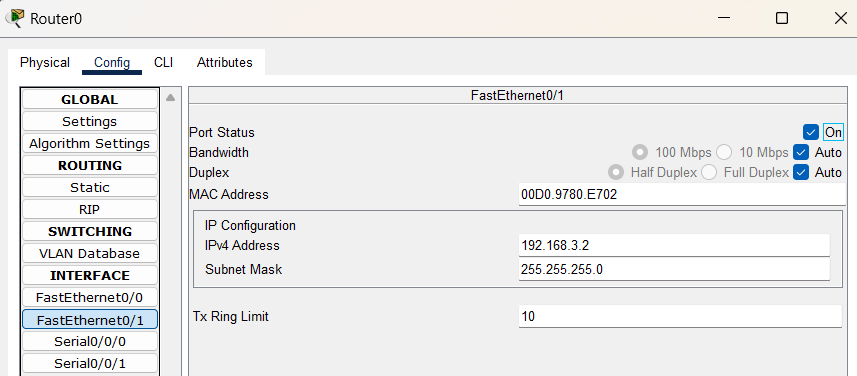 Router0
Physical Config CLI Attributes
GLOBAL
Settings
Algorithm Settings
ROUTING
Static
RIP
SWITCHING
VLAN Database
INTERFACE
FastEthernet0/0
FastEthernet0/1
Serial0/0/0
Serial0/0/1
FastEthernet0/1
Port Status On
Bandwidth 100 Mbps 10 Mbps Auto
Duplex Half Duplex Full Duplex Auto
MAC Address 00D0.9780.E702
IP Configuration
IPv4 Address 192.168.3.2
Subnet Mask 255.255.255.0
Tx Ring Limit 10